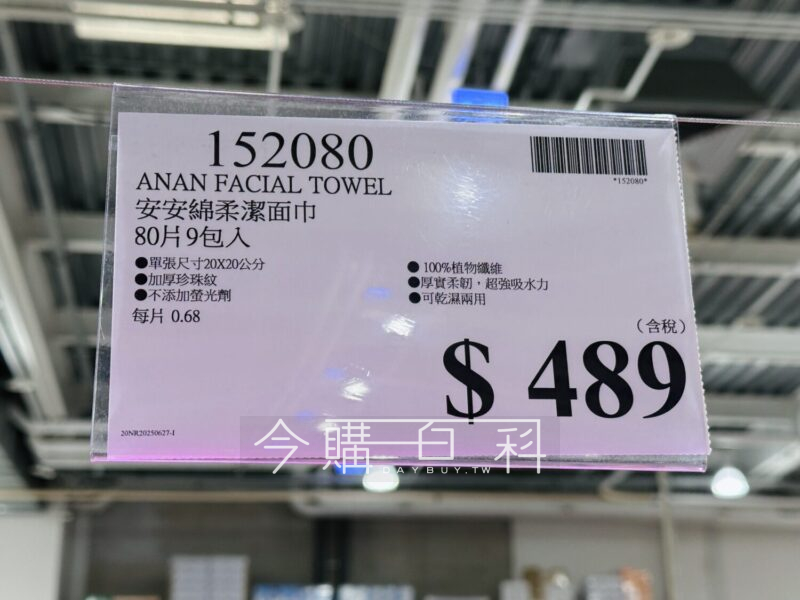 152080
*152080*
ANAN FACIAL TOWEL
安安綿柔潔面巾
80片9包入
●單張尺寸20X20公分
●加厚珍珠紋
●不添加螢光劑
● 100%植物纖維
●厚實柔韌，超強吸水力
●可乾濕兩用
每片 0.68
（含稅）
$ 489
20NR20250627-1
今購百科
DAYBUY.TW